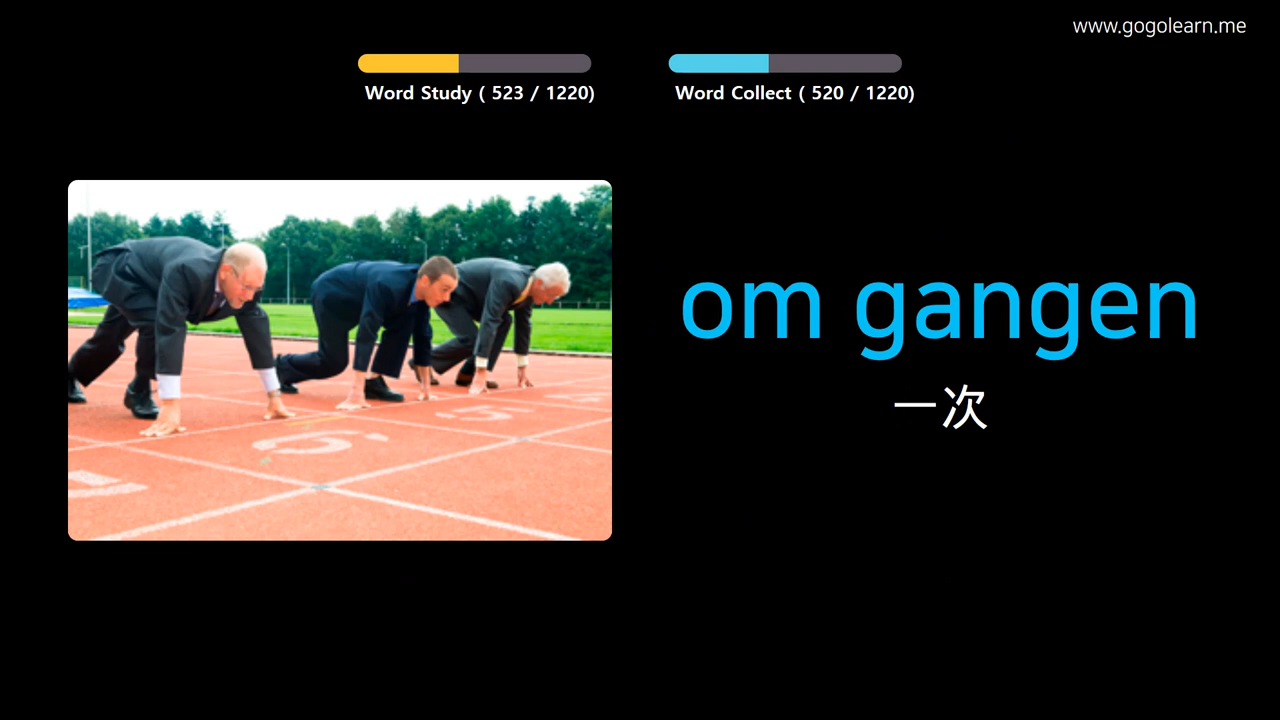 www.gogolearn.me
Word Study ( 523 / 1220)
Word Collect ( 520 / 1220)
om gangen
一次